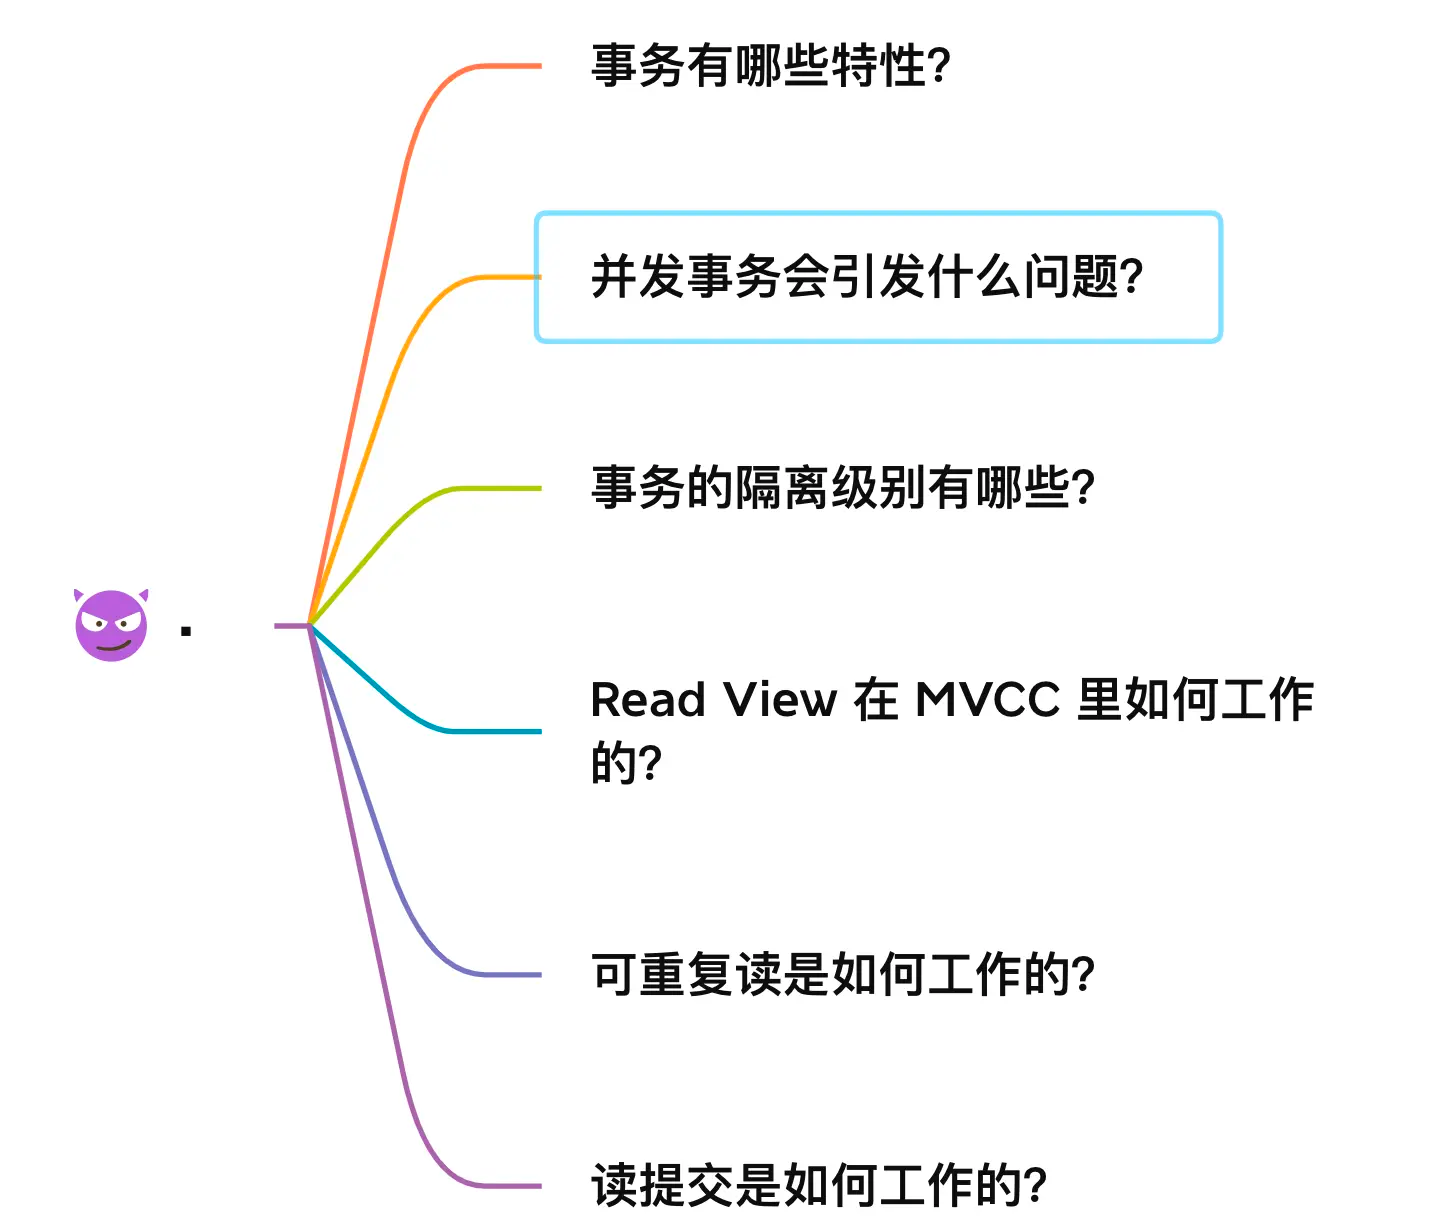 事务有哪些特性?
并发事务会引发什么问题?
事务的隔离级别有哪些?
.
Read View 在 MVCC 里如何工作
的?
可重复读是如何工作的?
读提交是如何工作的?